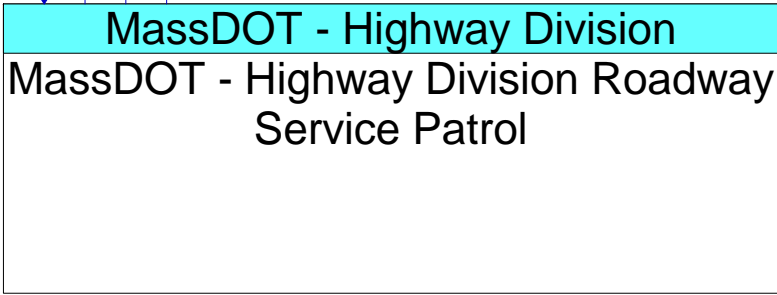 MassDOT - Highway Division
MassDOT - Highway Division Roadway
Service Patrol